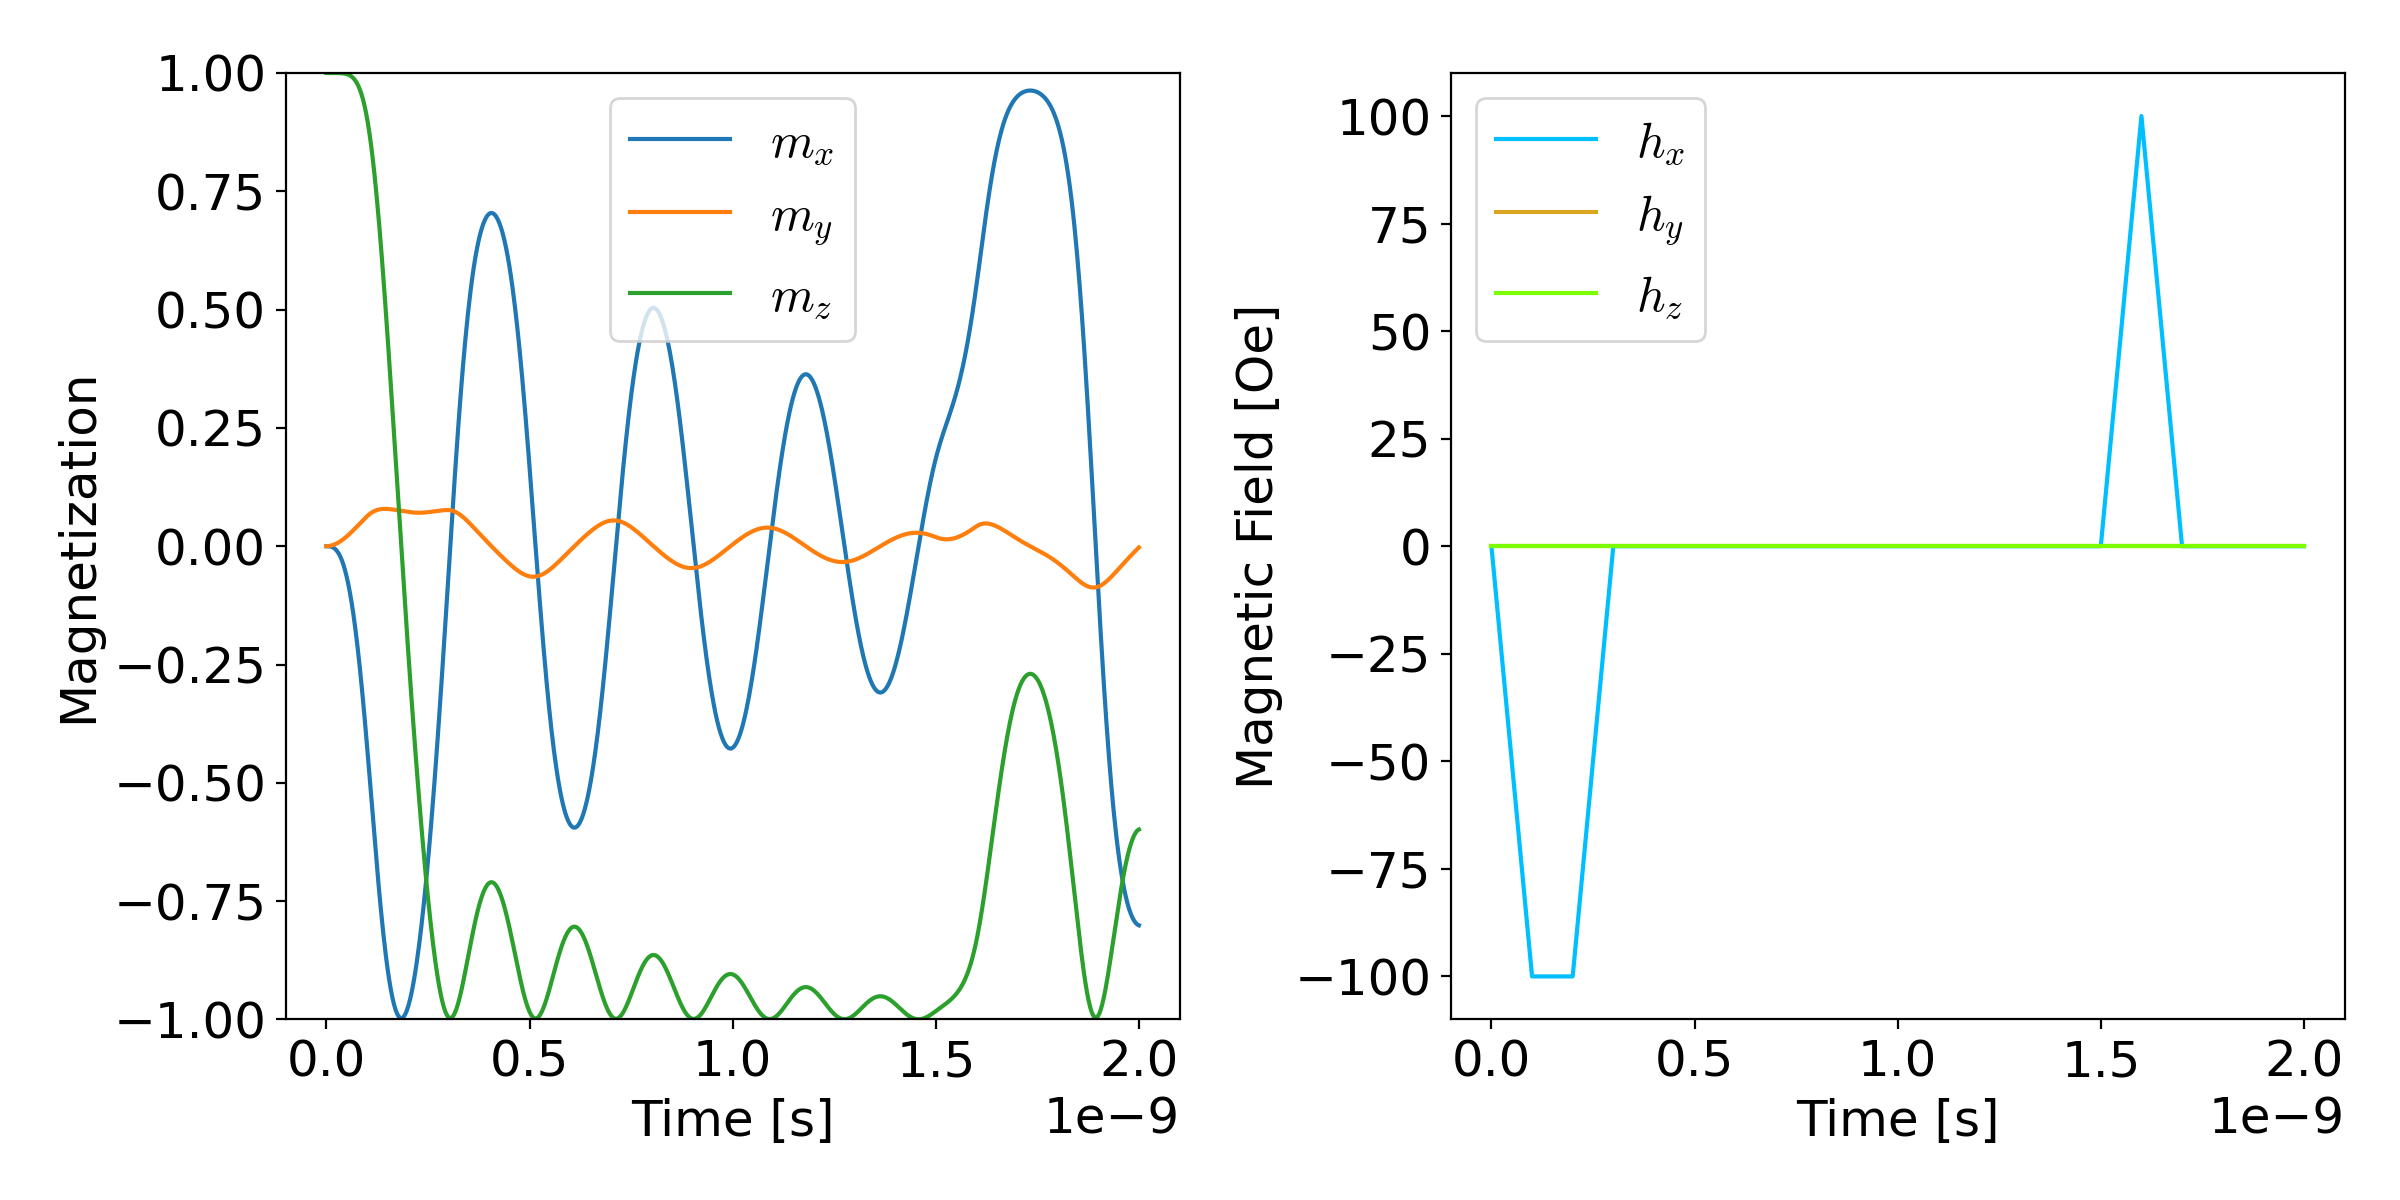 Magnetization
1.00
0.75
0.50
0.25
0.00
−0.25
−0.50
−0.75
−1.00
m_x
m_y
m_z
0.0 0.5 1.0 1.5 2.0
Time [s]
1e−9
Magnetic Field [Oe]
100
75
50
25
0
−25
−50
−75
−100
h_x
h_y
h_z
0.0 0.5 1.0 1.5 2.0
Time [s]
1e−9